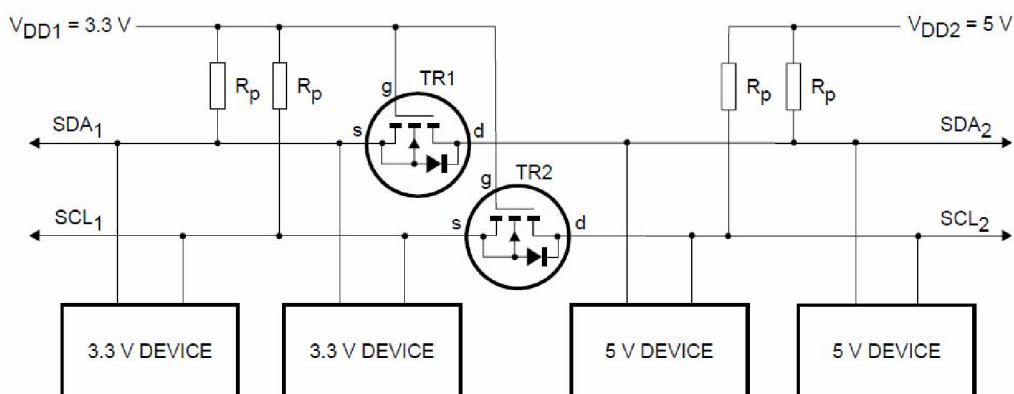 VDD1 = 3.3 V
VDD2 = 5 V
Rp
Rp
TR1
Rp
Rp
g
SDA1
s
d
SDA2
g
TR2
SCL1
s
d
SCL2
3.3 V DEVICE
3.3 V DEVICE
5 V DEVICE
5 V DEVICE